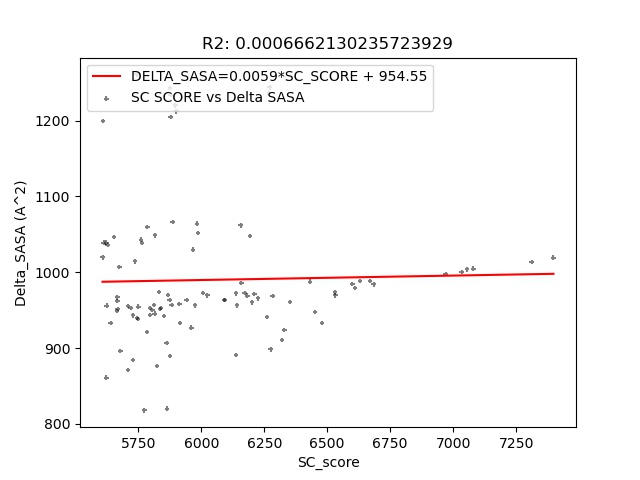 R2: 0.0006662130235723929
DELTA_SASA=0.0059*SC_SCORE + 954.55
SC SCORE vs Delta SASA
Delta_SASA (A^2)
1200
1100
1000
900
800
5750 6000 6250 6500 6750 7000 7250
SC_score